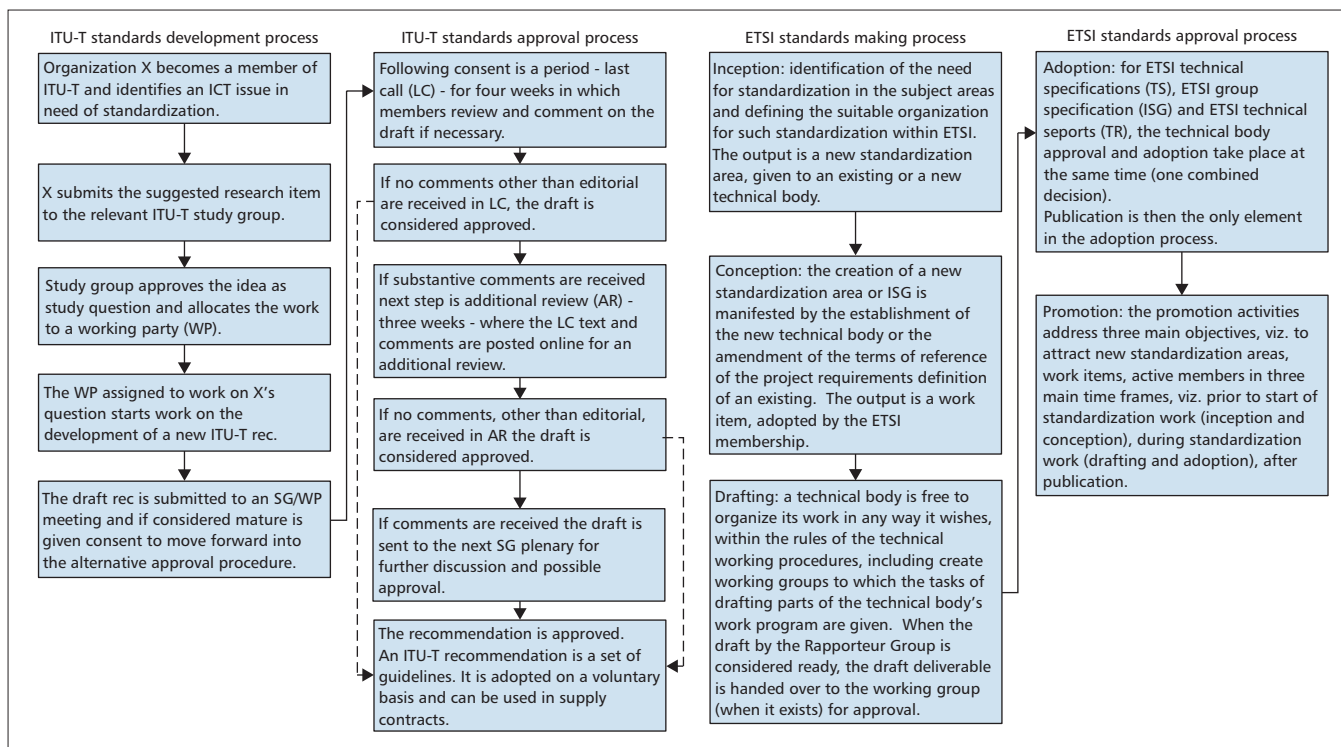 ITU-T standards development process
Organization X becomes a member of
ITU-T and identifies an ICT issue in
need of standardization.
X submits the suggested research item
to the relevant ITU-T study group.
Study group approves the idea as
study question and allocates the work
to a working party (WP).
The WP assigned to work on X's
question starts work on the
development of a new ITU-T rec.
The draft rec is submitted to an SG/WP
meeting and if considered mature is
given consent to move forward into
the alternative approval procedure.
ITU-T standards approval process
Following consent is a period - last
call (LC) - for four weeks in which
members review and comment on the
draft if necessary.
If no comments other than editorial
are received in LC, the draft is
considered approved.
If substantive comments are received
next step is additional review (AR) -
three weeks - where the LC text and
comments are posted online for an
additional review.
If no comments, other than editorial,
are received in AR the draft is
considered approved.
If comments are received the draft is
sent to the next SG plenary for
further discussion and possible
approval.
The recommendation is approved.
An ITU-T recommendation is a set of
guidelines. It is adopted on a voluntary
basis and can be used in supply
contracts.
ETSI standards making process
Inception: identification of the need
for standardization in the subject areas
and defining the suitable organization
for such standardization within ETSI.
The output is a new standardization
area, given to an existing or a new
technical body.
Conception: the creation of a new
standardization area or ISG is
manifested by the establishment of
the new technical body or the
amendment of the terms of reference
of the project requirements definition
of an existing. The output is a work
item, adopted by the ETSI
membership.
Drafting: a technical body is free to
organize its work in any way it wishes,
within the rules of the technical
working procedures, including create
working groups to which the tasks of
drafting parts of the technical body's
work program are given. When the
draft by the Rapporteur Group is
considered ready, the draft deliverable
is handed over to the working group
(when it exists) for approval.
ETSI standards approval process
Adoption: for ETSI technical
specifications (TS), ETSI group
specification (ISG) and ETSI technical
seports (TR), the technical body
approval and adoption take place at
the same time (one combined
decision).
Publication is then the only element
in the adoption process.
Promotion: the promotion activities
address three main objectives, viz. to
attract new standardization areas,
work items, active members in three
main time frames, viz. prior to start of
standardization work (inception and
conception), during standardization
work (drafting and adoption), after
publication.